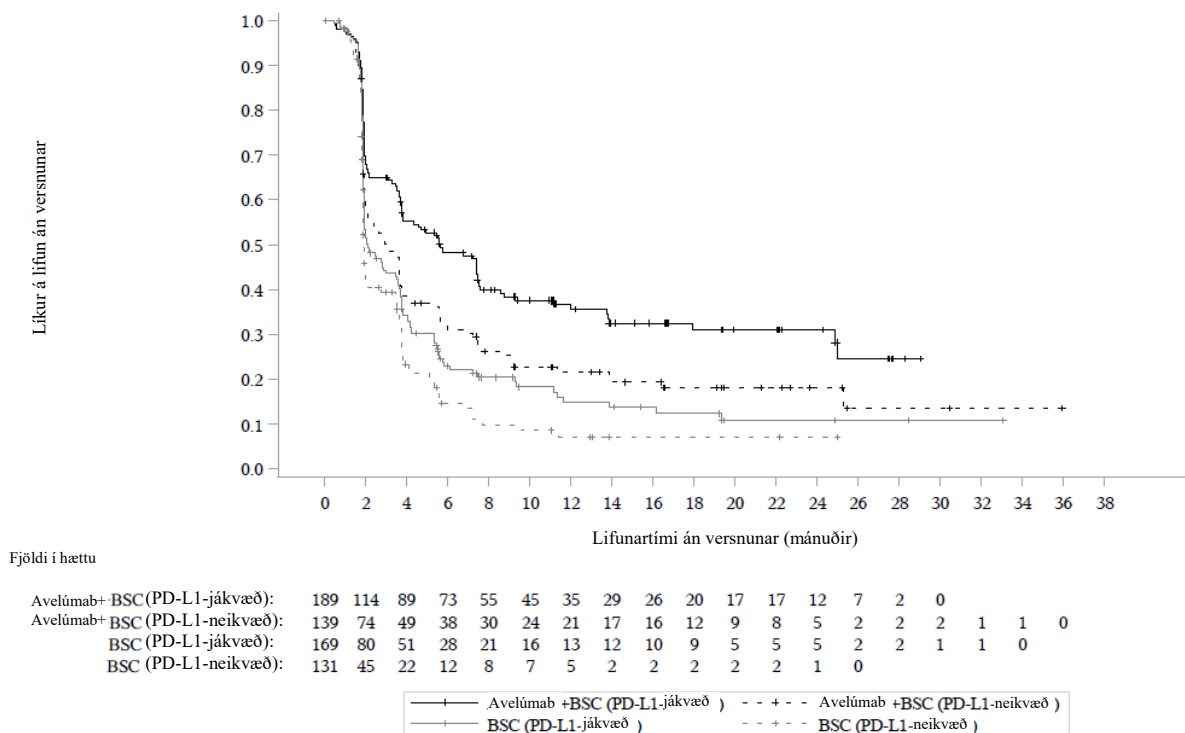 1.0
0.9
0.8
0.7
0.6
0.5
0.4
0.3
0.2
0.1
0.0
Líkur á lifun án versnunar
0 2 4 6 8 10 12 14 16 18 20 22 24 26 28 30 32 34 36 38
Lifunartími án versnunar (mánuðir)
Fjöldi í hættu
Avelúmab+ BSC (PD-L1-jákvæð): 189 114 89 73 55 45 35 29 26 20 17 17 12 7 2 0
Avelúmab+ BSC (PD-L1-neikvæð): 139 74 49 38 30 24 21 17 16 12 9 8 5 2 2 2 1 1 0
BSC (PD-L1-jákvæð): 169 80 51 28 21 16 13 12 10 9 5 5 5 2 2 1 1 0
BSC (PD-L1-neikvæð): 131 45 22 12 8 7 5 2 2 2 2 2 1 0
Avelúmab +BSC (PD-L1-jákvæð ) Avelúmab +BSC (PD-L1-neikvæð )
BSC (PD-L1-jákvæð ) BSC (PD-L1-neikvæð )